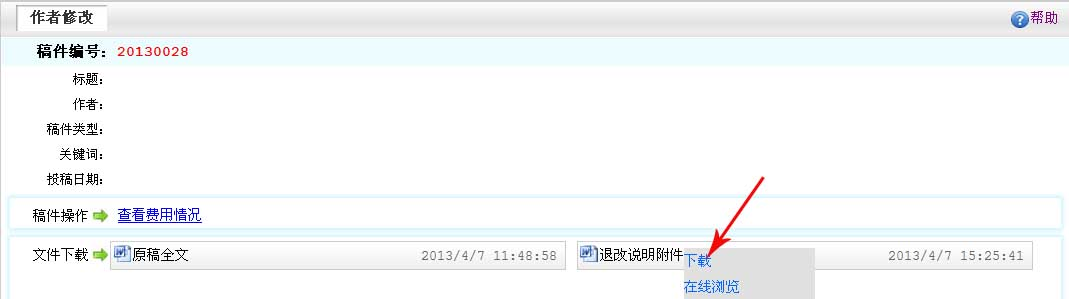 作者修改
帮助
稿件编号：20130028
标题：
作者：
稿件类型：
关键词：
投稿日期：
稿件操作 查看费用情况
文件下载 原稿全文 2013/4/7 11:48:58 退改说明附件 2013/4/7 15:25:41
下载
在线浏览